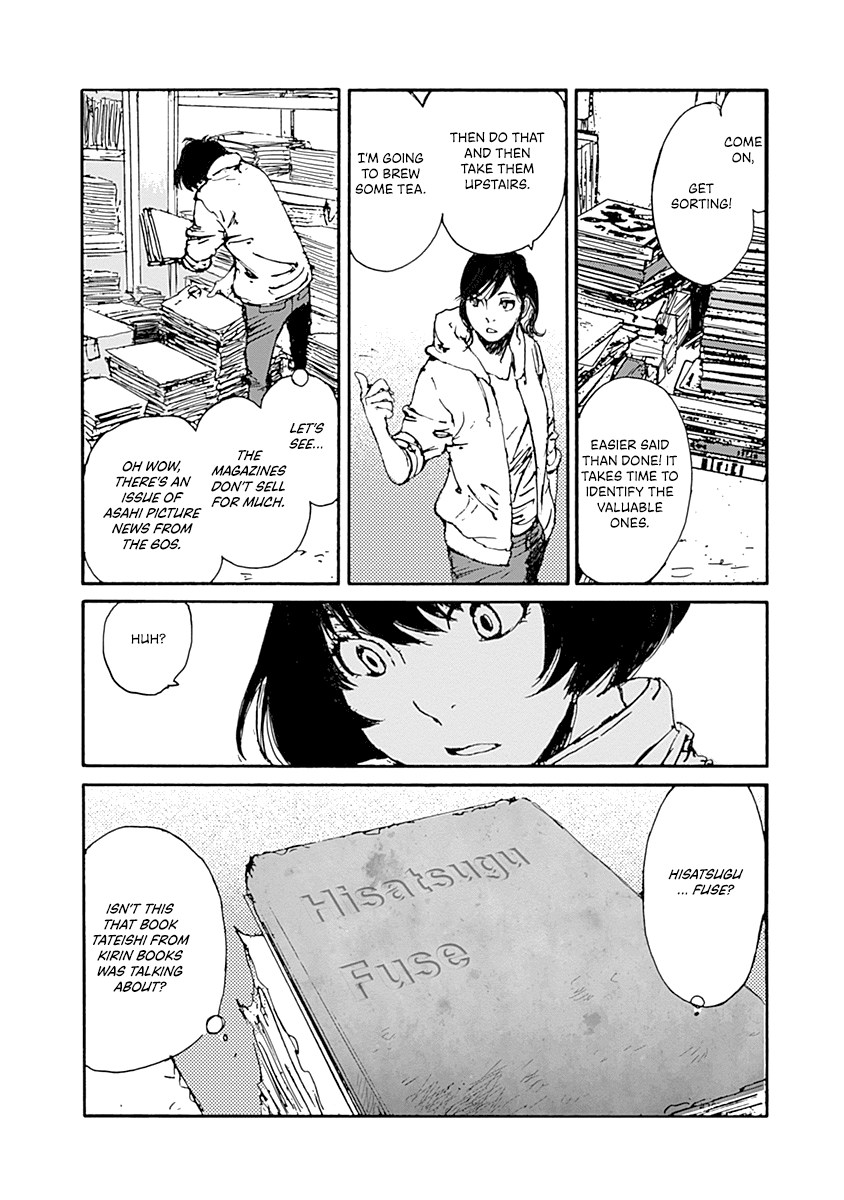 COME
ON,
GET
SORTING!
EASIER SAID
THAN DONE! IT
TAKES TIME TO
IDENTIFY THE
VALUABLE
ONES.
THEN DO THAT
AND THEN
TAKE THEM
UPSTAIRS.
I'M GOING
TO BREW
SOME TEA.
LET'S
SEE...
THE
MAGAZINES
DON'T SELL
FOR MUCH.
OH WOW,
THERE'S AN
ISSUE OF
ASAHI PICTURE
NEWS FROM
THE 60S.
HUH?
HISATSUGU
... FUSE?
Hisatsugu
Fuse
ISN'T THIS
THAT BOOK
TATEISHI FROM
KIRIN BOOKS
WAS TALKING
ABOUT?